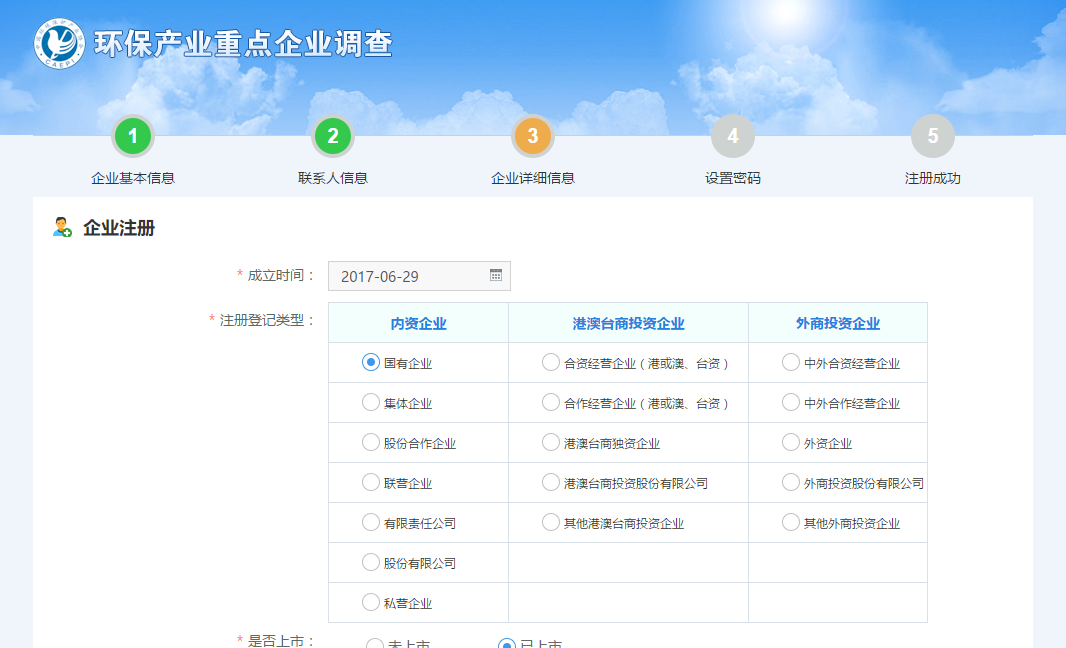 CAEPI
环保产业重点企业调查
1 2 3 4 5
企业基本信息 联系人信息 企业详细信息 设置密码 注册成功
企业注册
* 成立时间： 2017-06-29
* 注册登记类型： 内资企业 港澳台商投资企业 外商投资企业
国有企业 合资经营企业（港或澳、台资） 中外合资经营企业
集体企业 合作经营企业（港或澳、台资） 中外合作经营企业
股份合作企业 港澳台商独资企业 外资企业
联营企业 港澳台商投资股份有限公司 外商投资股份有限公司
有限责任公司 其他港澳台商投资企业 其他外商投资企业
股份有限公司
私营企业
* 是否上市： 未上市 已上市